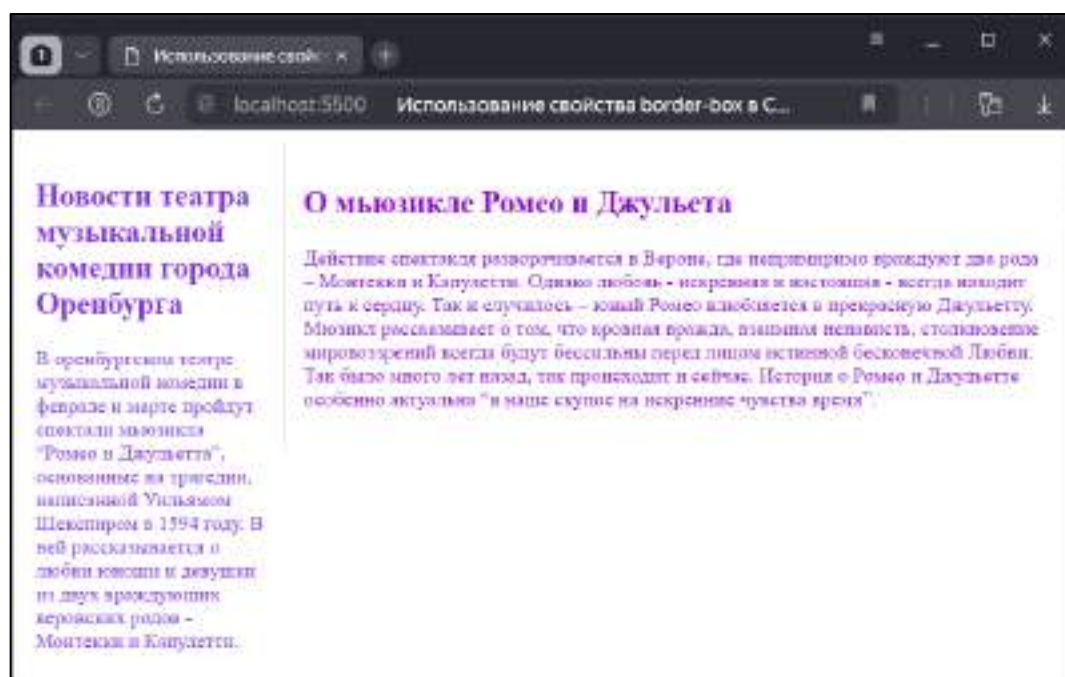 1
Использование свойс
localhost:5500 Использование свойства border-box в C...
Новости театра
музыкальной
комедии города
Оренбурга
В оренбургском театре
музыкальной комедии в
феврале и марте пройдут
спектакли мьюзикла
“Ромео и Джульетта”,
основанные на трагедии,
написанной Уильямом
Шекспиром в 1594 году. В
ней рассказывается о
любви юноши и девушки
из двух враждующих
веронских родов –
Монтекки и Капулетти.
О мьюзикле Ромео и Джульета
Действие спектакля разворачивается в Вероне, где непримиримо враждуют два рода
– Монтекки и Капулетти. Однако любовь - искренняя и настоящая - всегда находит
путь к сердцу. Так и случилось – юный Ромео влюбляется в прекрасную Джульетту.
Мюзикл рассказывает о том, что кровная вражда, взаимная ненависть, столкновение
мировоззрений всегда будут бессильны перед лицом истинной бесконечной Любви.
Так было много лет назад, так происходит и сейчас. История о Ромео и Джульетте
особенно актуальна “в наше скупое на искренние чувства время”.